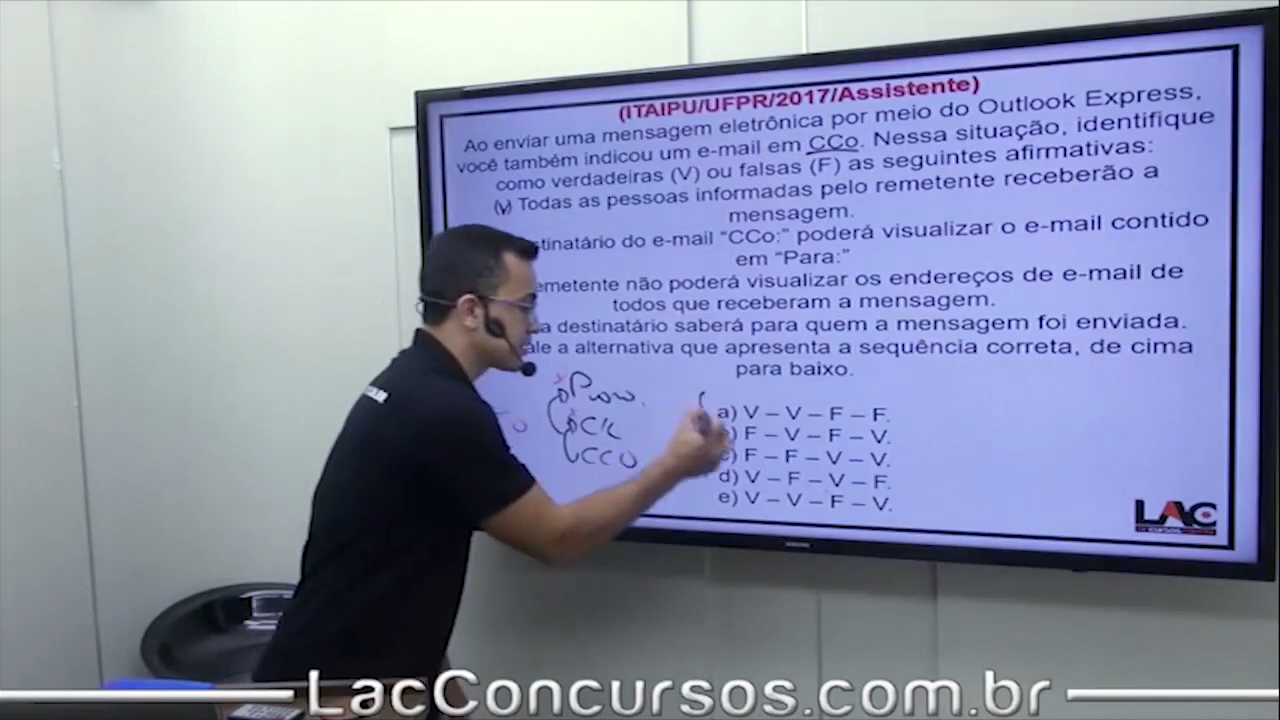 (ITAIPU/UFPR/2017/Assistente)
Ao enviar uma mensagem eletrônica por meio do Outlook Express,
você também indicou um e-mail em CCo. Nessa situação, identifique
como verdadeiras (V) ou falsas (F) as seguintes afirmativas:
(v) Todas as pessoas informadas pelo remetente receberão a
mensagem.
do e-mail “CCo:” poderá visualizar o e-mail contido
em “Para:”
não poderá visualizar os endereços de e-mail de
todos que receberam a mensagem.
destinatário saberá para quem a mensagem foi enviada.
a alternativa que apresenta a sequência correta, de cima
para baixo.
Para
CC
CCO
a) V – V – F – F.
b) F – V – F – V.
c) F – F – V – V.
d) V – F – V – F.
e) V – V – F – V.
LAC
LacConcursos.com.br